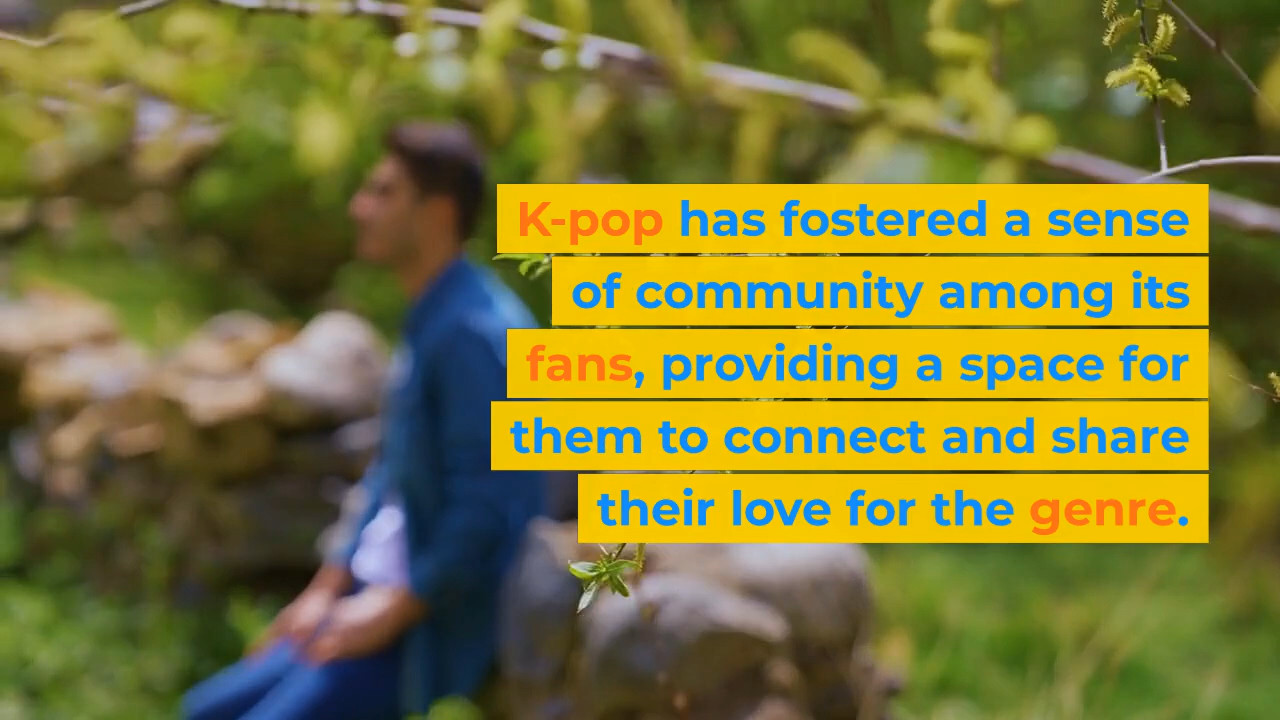 K-pop has fostered a sense
of community among its
fans, providing a space for
them to connect and share
their love for the genre.